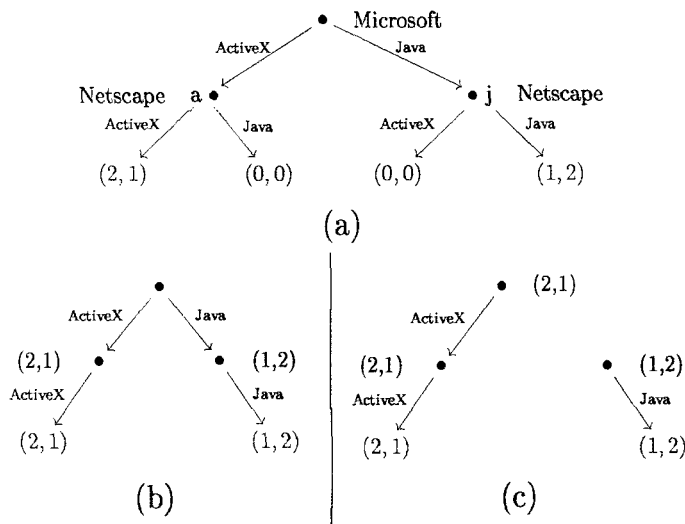 Microsoft
ActiveX Java
Netscape a j Netscape
ActiveX Java ActiveX Java
(2, 1) (0, 0) (0, 0) (1, 2)
(a)
ActiveX Java
(2,1) (1,2)
ActiveX Java
(2, 1) (1, 2)
(b)
(2,1)
ActiveX
(2,1) (1,2)
ActiveX Java
(2, 1) (1, 2)
(c)